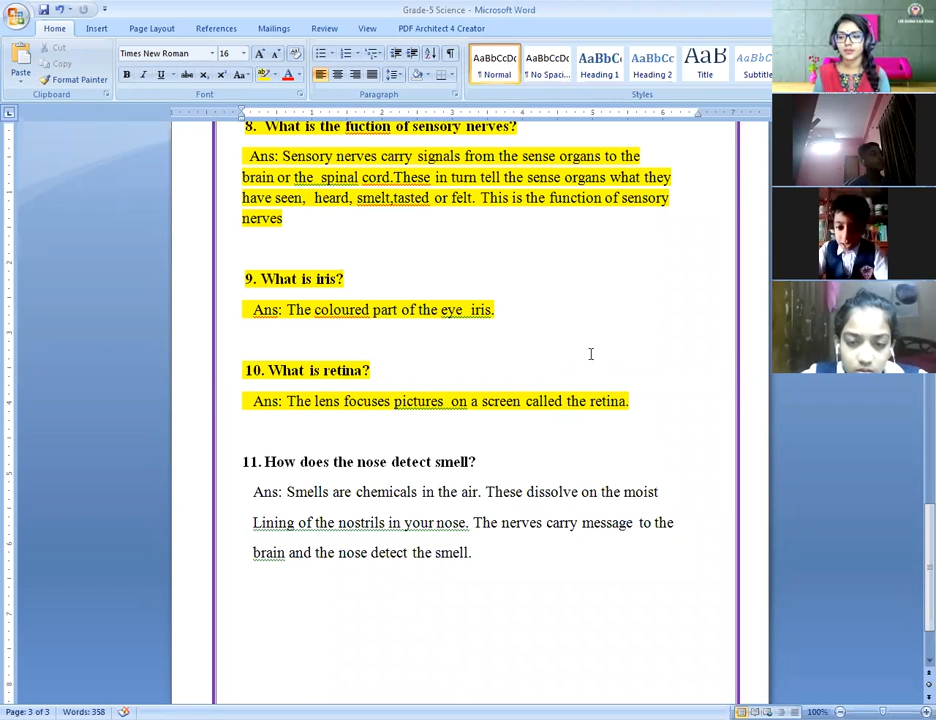 Grade-5 Science - Microsoft Word
Home Insert Page Layout References Mailings Review View PDF Architect 4 Creator
Paste
Cut
Copy
Format Painter
Clipboard
Times New Roman 16
Font
Paragraph
AaBbCcDc AaBbCcDc AaBbC AaBbCc AaB AaBbCc
¶ Normal ¶ No Spaci... Heading 1 Heading 2 Title Subtitle
Styles
8. What is the fuction of sensory nerves?
Ans: Sensory nerves carry signals from the sense organs to the
brain or the spinal cord.These in turn tell the sense organs what they
have seen, heard, smelt,tasted or felt. This is the function of sensory
nerves
9. What is iris?
Ans: The coloured part of the eye iris.
10. What is retina?
Ans: The lens focuses pictures on a screen called the retina.
11. How does the nose detect smell?
Ans: Smells are chemicals in the air. These dissolve on the moist
Lining of the nostrils in your nose. The nerves carry message to the
brain and the nose detect the smell.
Page: 3 of 3 Words: 358 100%